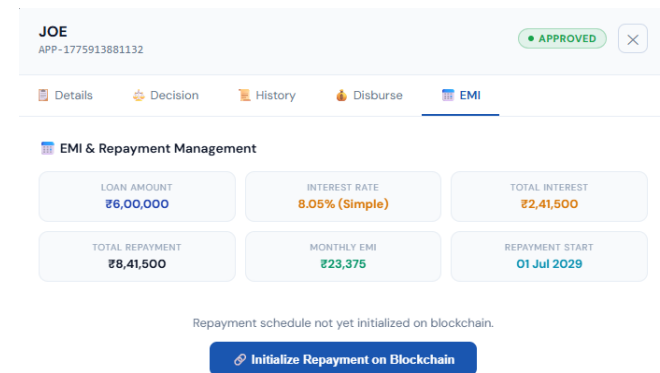 JOE
APP-1775913881132
APPROVED
Details Decision History Disburse EMI
EMI & Repayment Management
LOAN AMOUNT
₹6,00,000
INTEREST RATE
8.05% (Simple)
TOTAL INTEREST
₹2,41,500
TOTAL REPAYMENT
₹8,41,500
MONTHLY EMI
₹23,375
REPAYMENT START
01 Jul 2029
Repayment schedule not yet initialized on blockchain.
Initialize Repayment on Blockchain